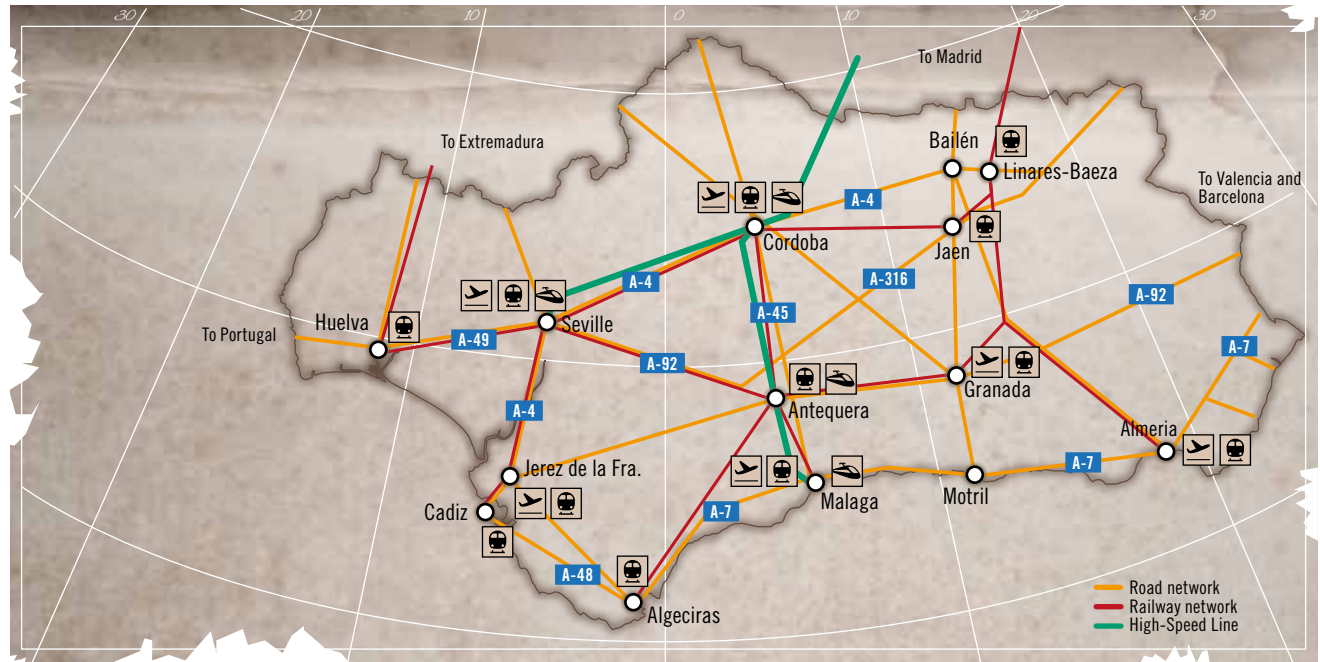 30
20
10
0
10
20
30
To Madrid
To Extremadura
Bailén
Linares-Baeza
To Valencia and
Barcelona
A-4
Cordoba
Jaen
A-4
A-316
A-92
A-45
To Portugal
Huelva
Seville
A-49
A-7
A-92
Granada
Antequera
A-4
Almeria
Jerez de la Fra.
A-7
Motril
Malaga
Cadiz
A-7
A-48
Algeciras
Road network
Railway network
High-Speed Line